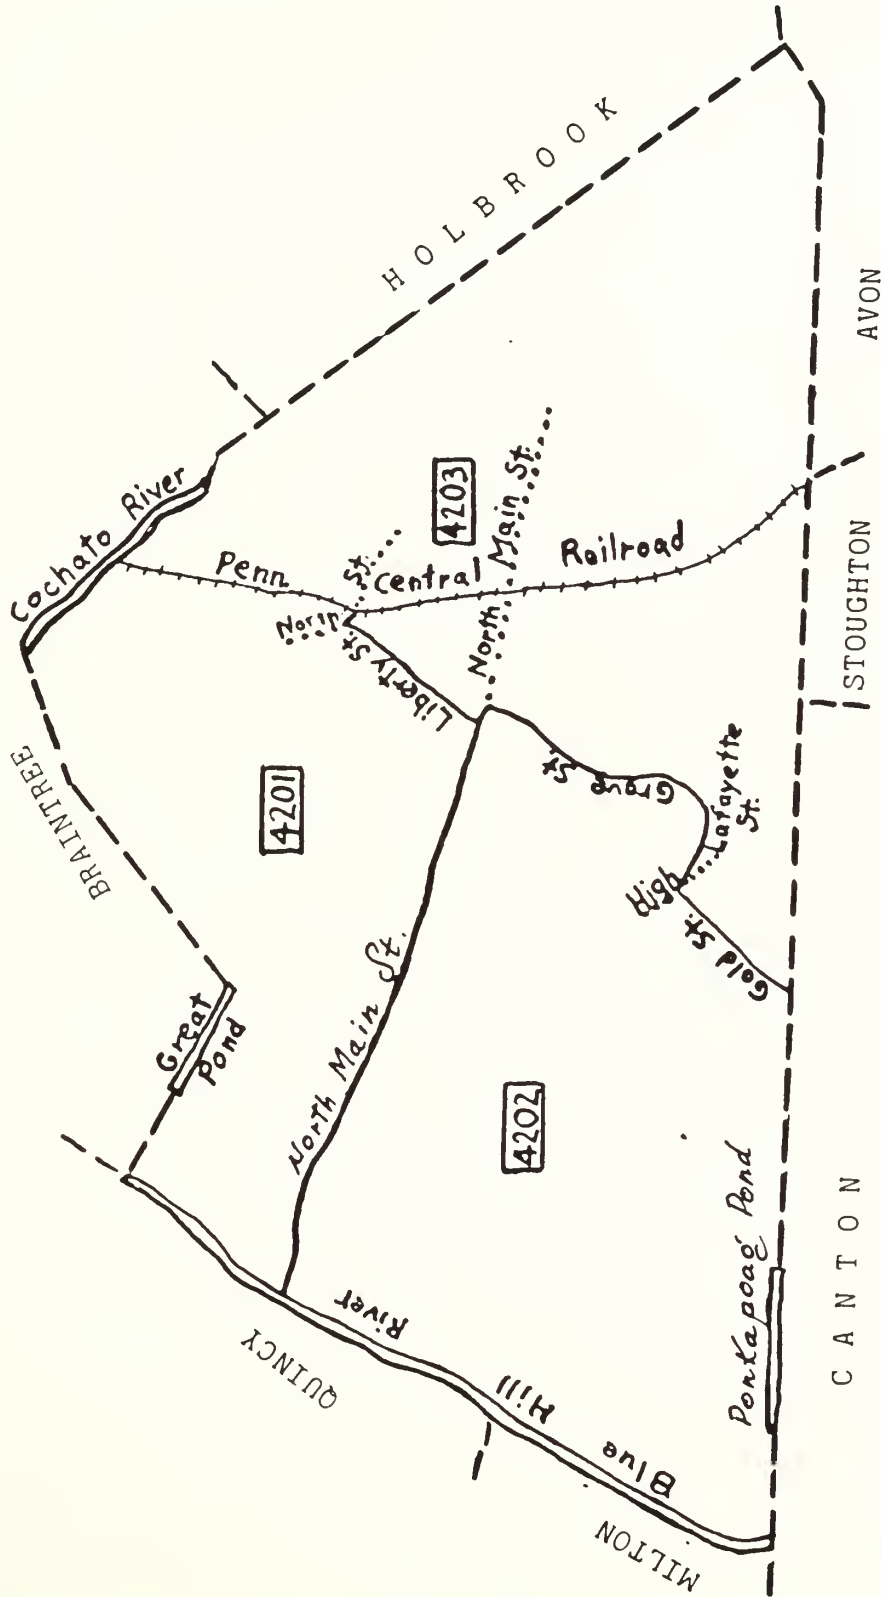 HOLBROOK
AVON
STOUGHTON
CANTON
MILTON
QUINCY
BRAINTREE
Cochato River
Penn Central Railroad
North St.
Liberty St.
4203
North Main St.
4201
Great
Pond
North Main St.
Grove St
Lafayette
St.
High
St.
Gold St.
4202
Ponkapoag Pond
Blue Hill River